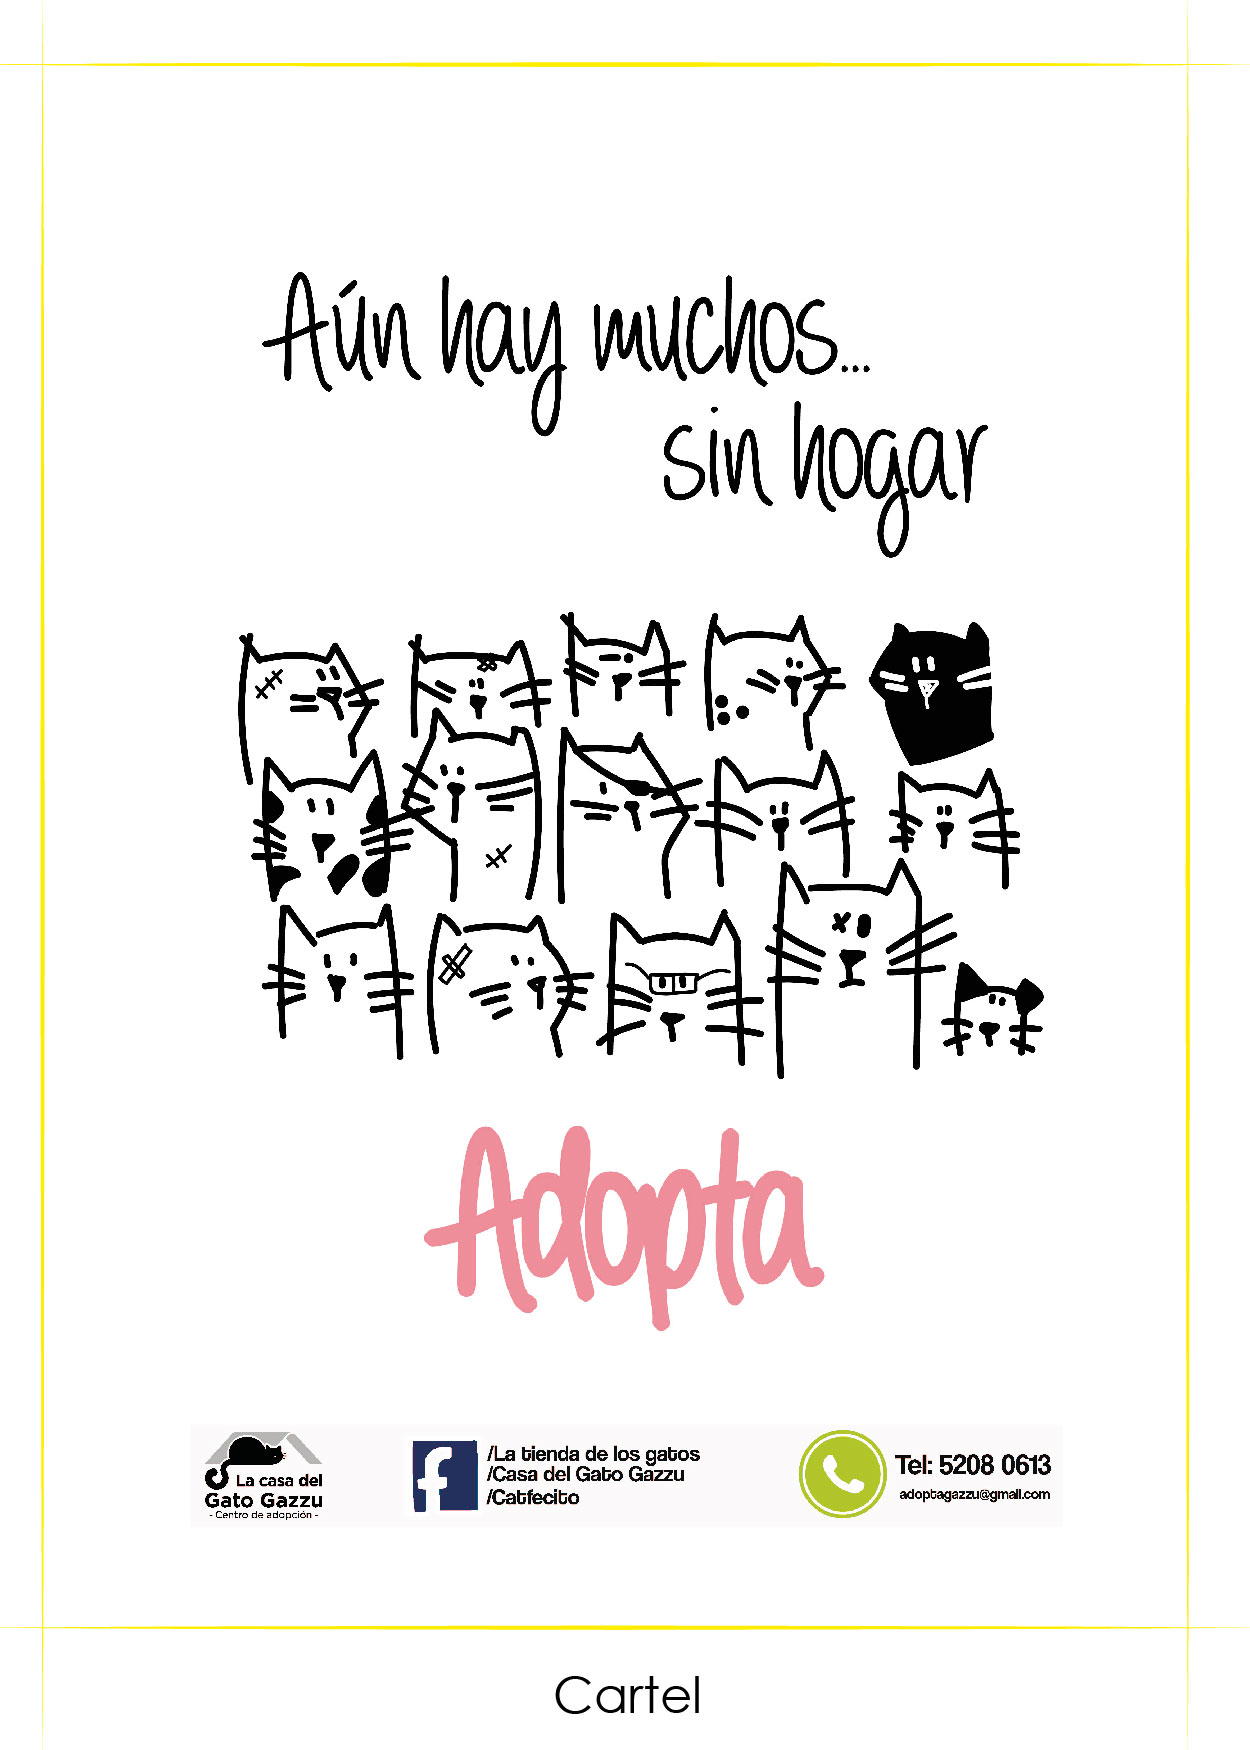 Aún hay muchos...
sin hogar
Adopta
La casa del
Gato Gazzu
- Centro de adopción -
f
/La tienda de los gatos
/Casa del Gato Gazzu
/Catfecito
Tel: 5208 0613
adoptagazzu@gmail.com
Cartel